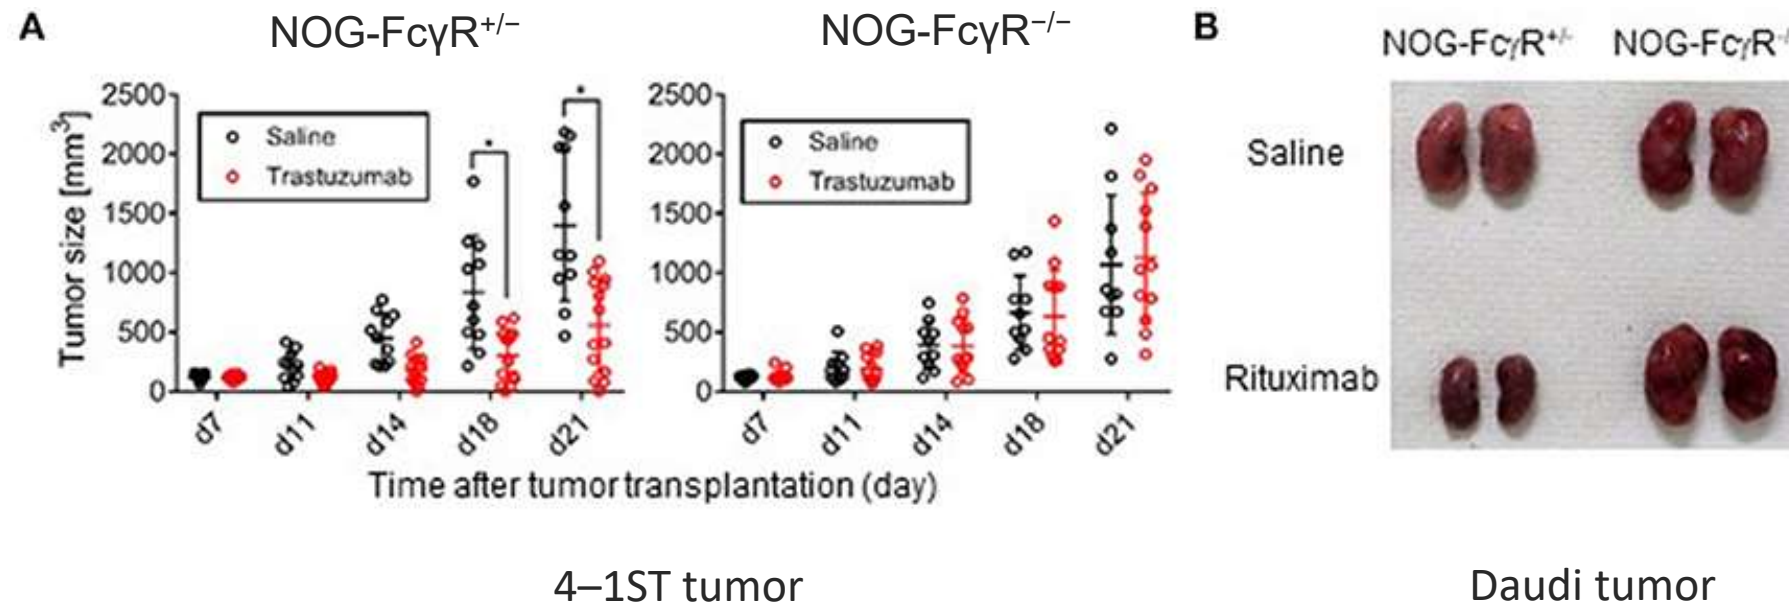 A
NOG-FcγR⁺/⁻
NOG-FcγR⁻/⁻
Tumor size [mm³]
2500
2000
1500
1000
500
0
Saline
Trastuzumab
*
*
d7
d11
d14
d18
d21
2500
2000
1500
1000
500
0
Saline
Trastuzumab
d7
d11
d14
d18
d21
Time after tumor transplantation (day)
4–1ST tumor
B
NOG-FcγR⁺/⁻
NOG-FcγR⁻/
Saline
Rituximab
Daudi tumor